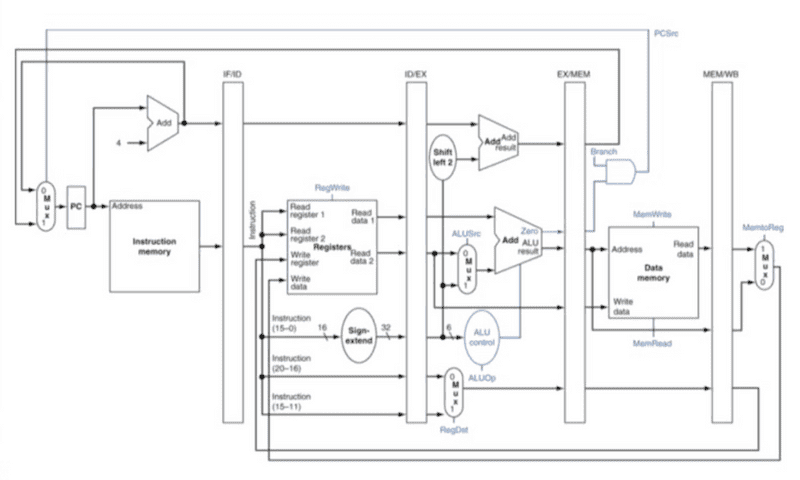 PCSrc
IF/ID
ID/EX
EX/MEM
MEM/WB
Add
4
0
M
u
x
1
PC
Address
Instruction
memory
Instruction
RegWrite
Read
register 1
Read
register 2
Write
register
Write
data
Registers
Read
data 1
Read
data 2
Instruction
(15–0)
16
Sign-
extend
32
Instruction
(20–16)
Instruction
(15–11)
Shift
left 2
Add
Add
result
ALUSrc
0
M
u
x
1
Add
Zero
ALU
result
6
ALU
control
ALUOp
0
M
u
x
1
RegDst
Branch
MemWrite
Address
Read
data
Data
memory
Write
data
MemRead
MemtoReg
1
M
u
x
0